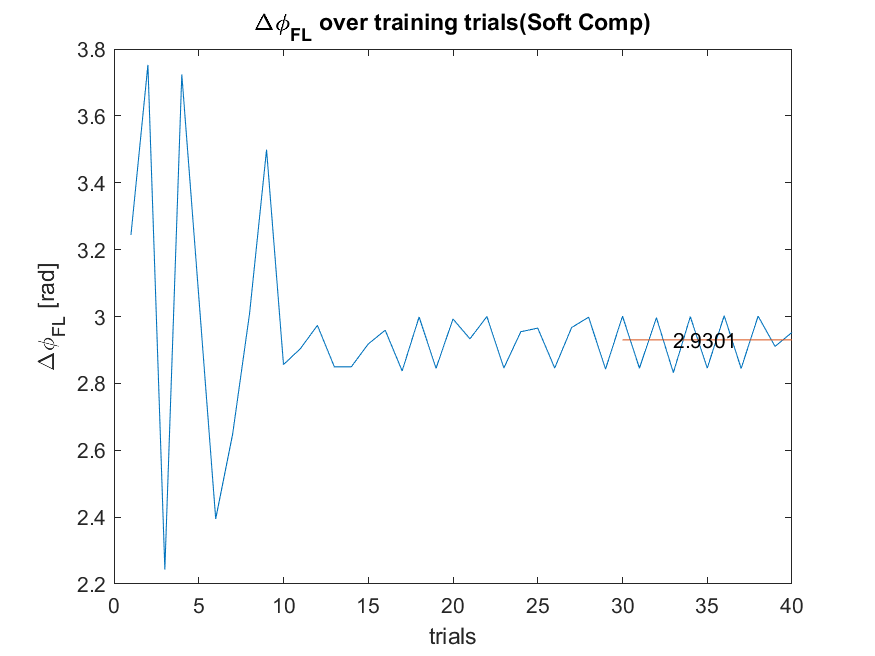 Δϕ_FL over training trials(Soft Comp)
3.8
3.6
3.4
3.2
3
2.8
2.6
2.4
2.2
Δϕ_FL [rad]
2.9301
0 5 10 15 20 25 30 35 40
trials